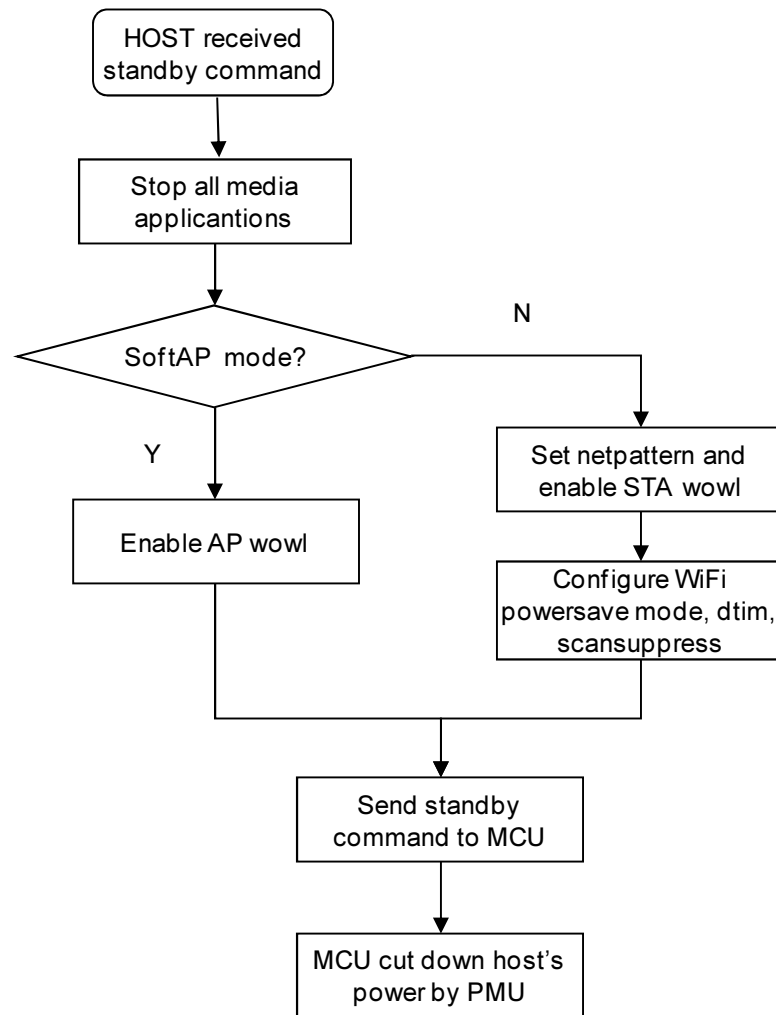 HOST received
standby command
Stop all media
applicantions
SoftAP mode?
N
Y
Set netpattern and
enable STA wowl
Enable AP wowl
Configure WiFi
powersave mode, dtim,
scansuppress
Send standby
command to MCU
MCU cut down host’s
power by PMU